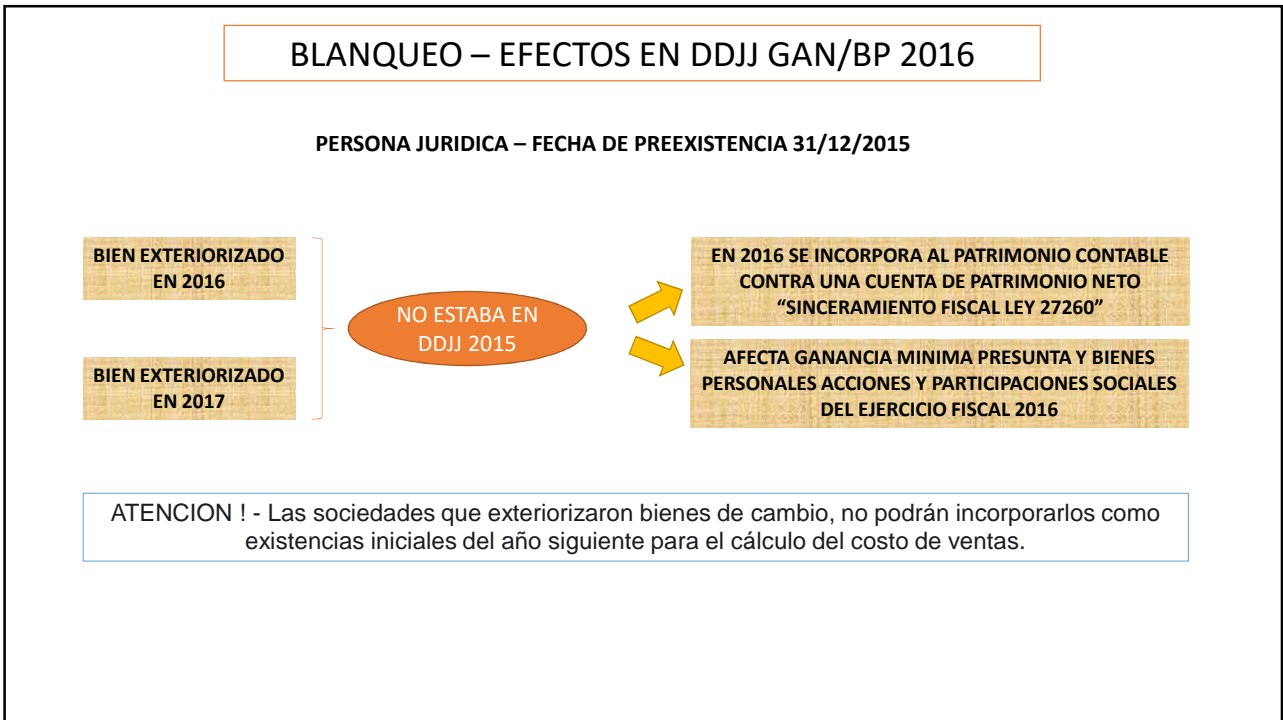 BLANQUEO – EFECTOS EN DDJJ GAN/BP 2016
PERSONA JURIDICA – FECHA DE PREEXISTENCIA 31/12/2015
BIEN EXTERIORIZADO
EN 2016
BIEN EXTERIORIZADO
EN 2017
NO ESTABA EN
DDJJ 2015
EN 2016 SE INCORPORA AL PATRIMONIO CONTABLE
CONTRA UNA CUENTA DE PATRIMONIO NETO
“SINCERAMIENTO FISCAL LEY 27260”
AFECTA GANANCIA MINIMA PRESUNTA Y BIENES
PERSONALES ACCIONES Y PARTICIPACIONES SOCIALES
DEL EJERCICIO FISCAL 2016
ATENCION ! - Las sociedades que exteriorizaron bienes de cambio, no podrán incorporarlos como
existencias iniciales del año siguiente para el cálculo del costo de ventas.